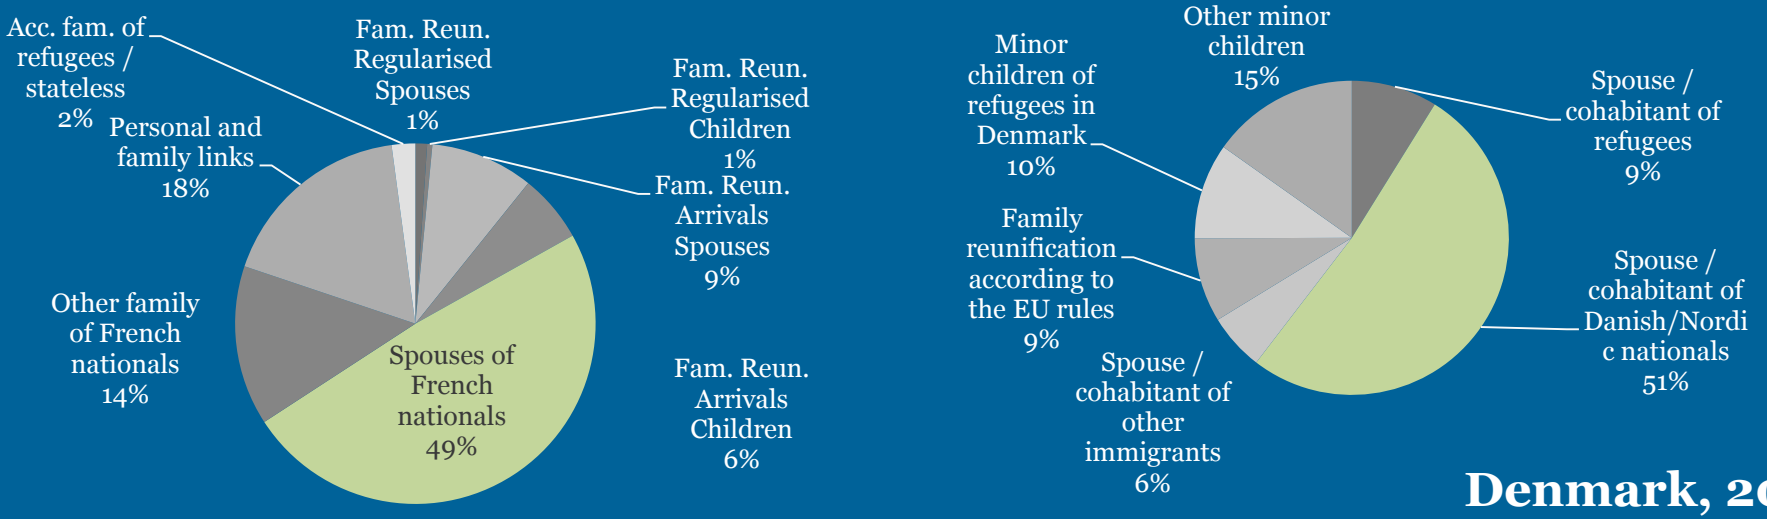 Acc. fam. of
refugees /
stateless
2%
Fam. Reun.
Regularised
Spouses
1%
Fam. Reun.
Regularised
Children
1%
Personal and
family links
18%
Fam. Reun.
Arrivals
Spouses
9%
Other family
of French
nationals
14%
Spouses of
French
nationals
49%
Fam. Reun.
Arrivals
Children
6%
Other minor
children
15%
Minor
children of
refugees in
Denmark
10%
Spouse /
cohabitant of
refugees
9%
Family
reunification
according to
the EU rules
9%
Spouse /
cohabitant of
Danish/Nordi
c nationals
51%
Spouse /
cohabitant of
other
immigrants
6%
Denmark,